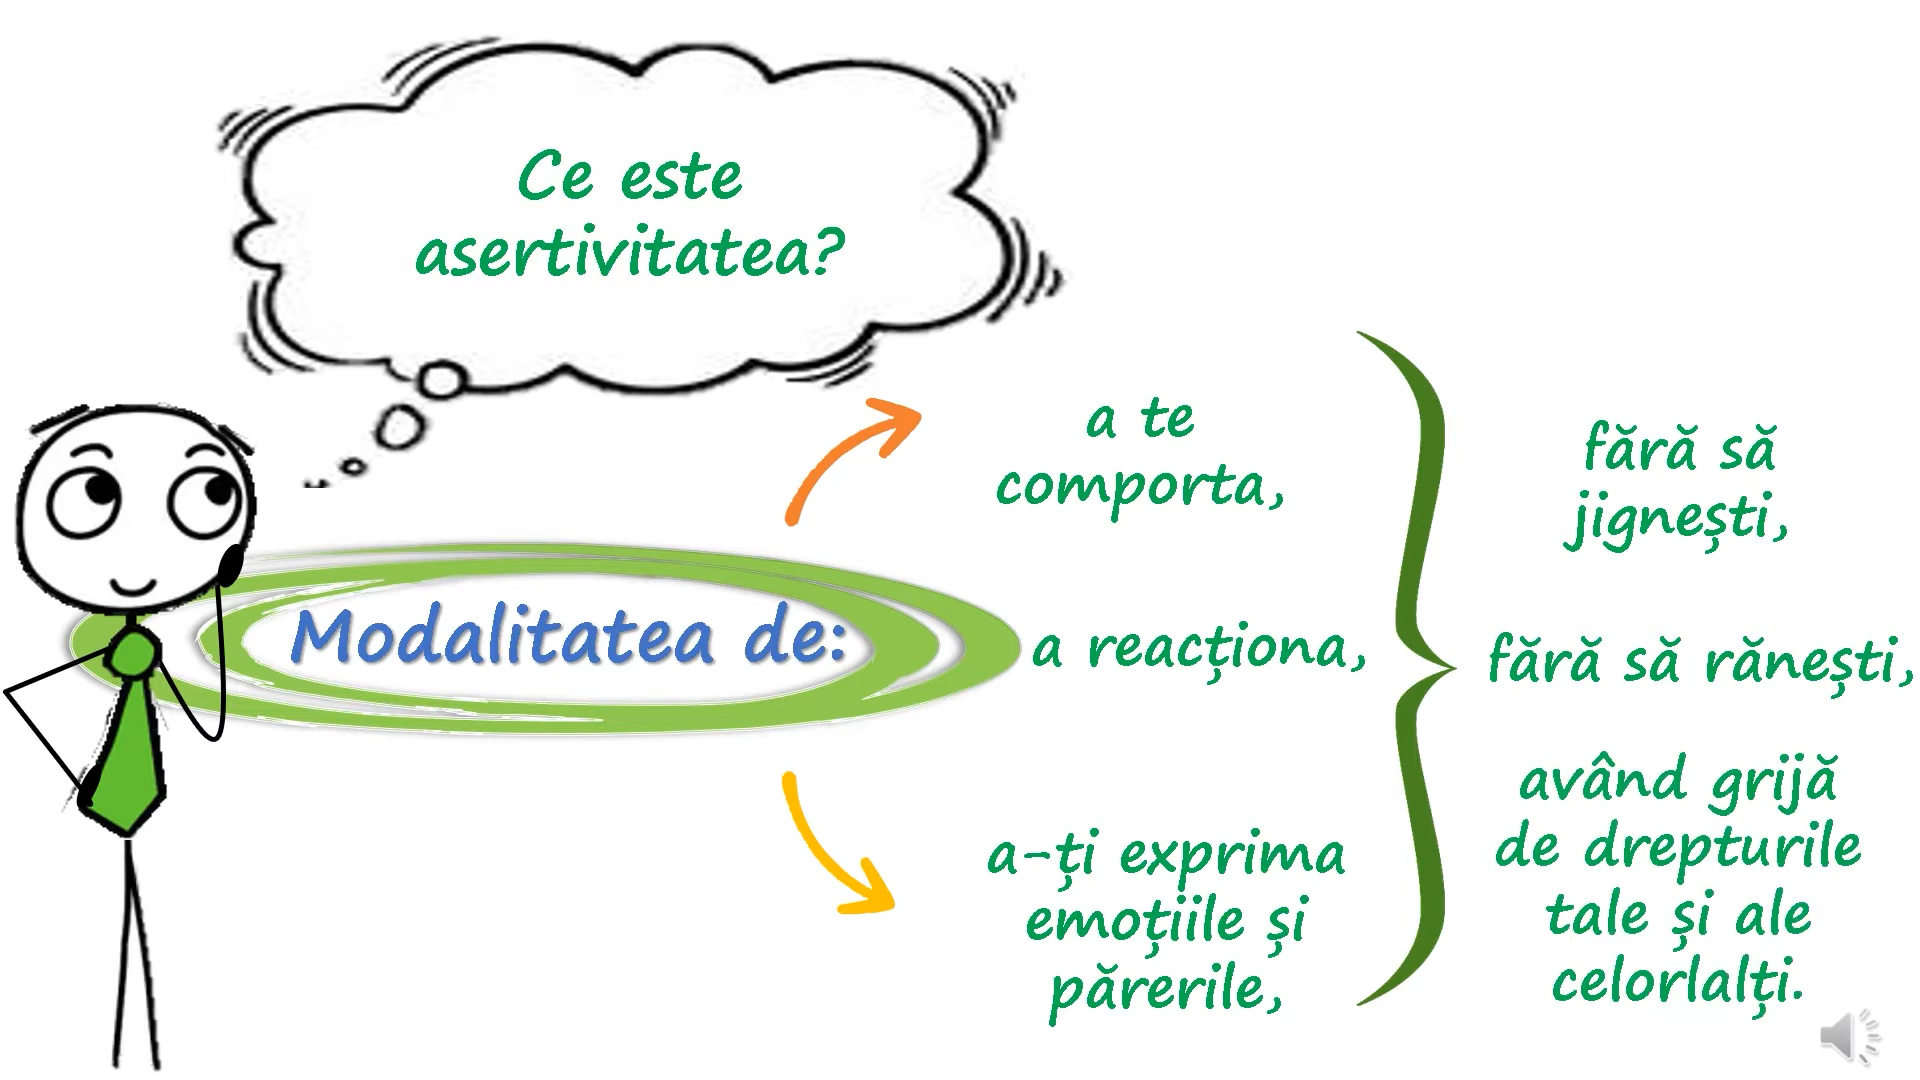 Ce este
asertivitatea?
Modalitatea de:
a te
comporta,
a reacționa,
a-ți exprima
emoțiile și
părerile,
fără să
jignești,
fără să rănești,
având grijă
de drepturile
tale și ale
celorlalți.